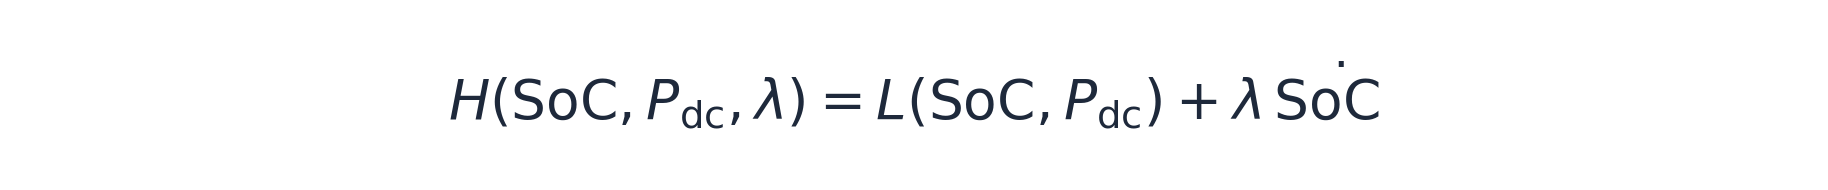 H(SoC, P_dc, λ) = L(SoC, P_dc) + λ SȯC